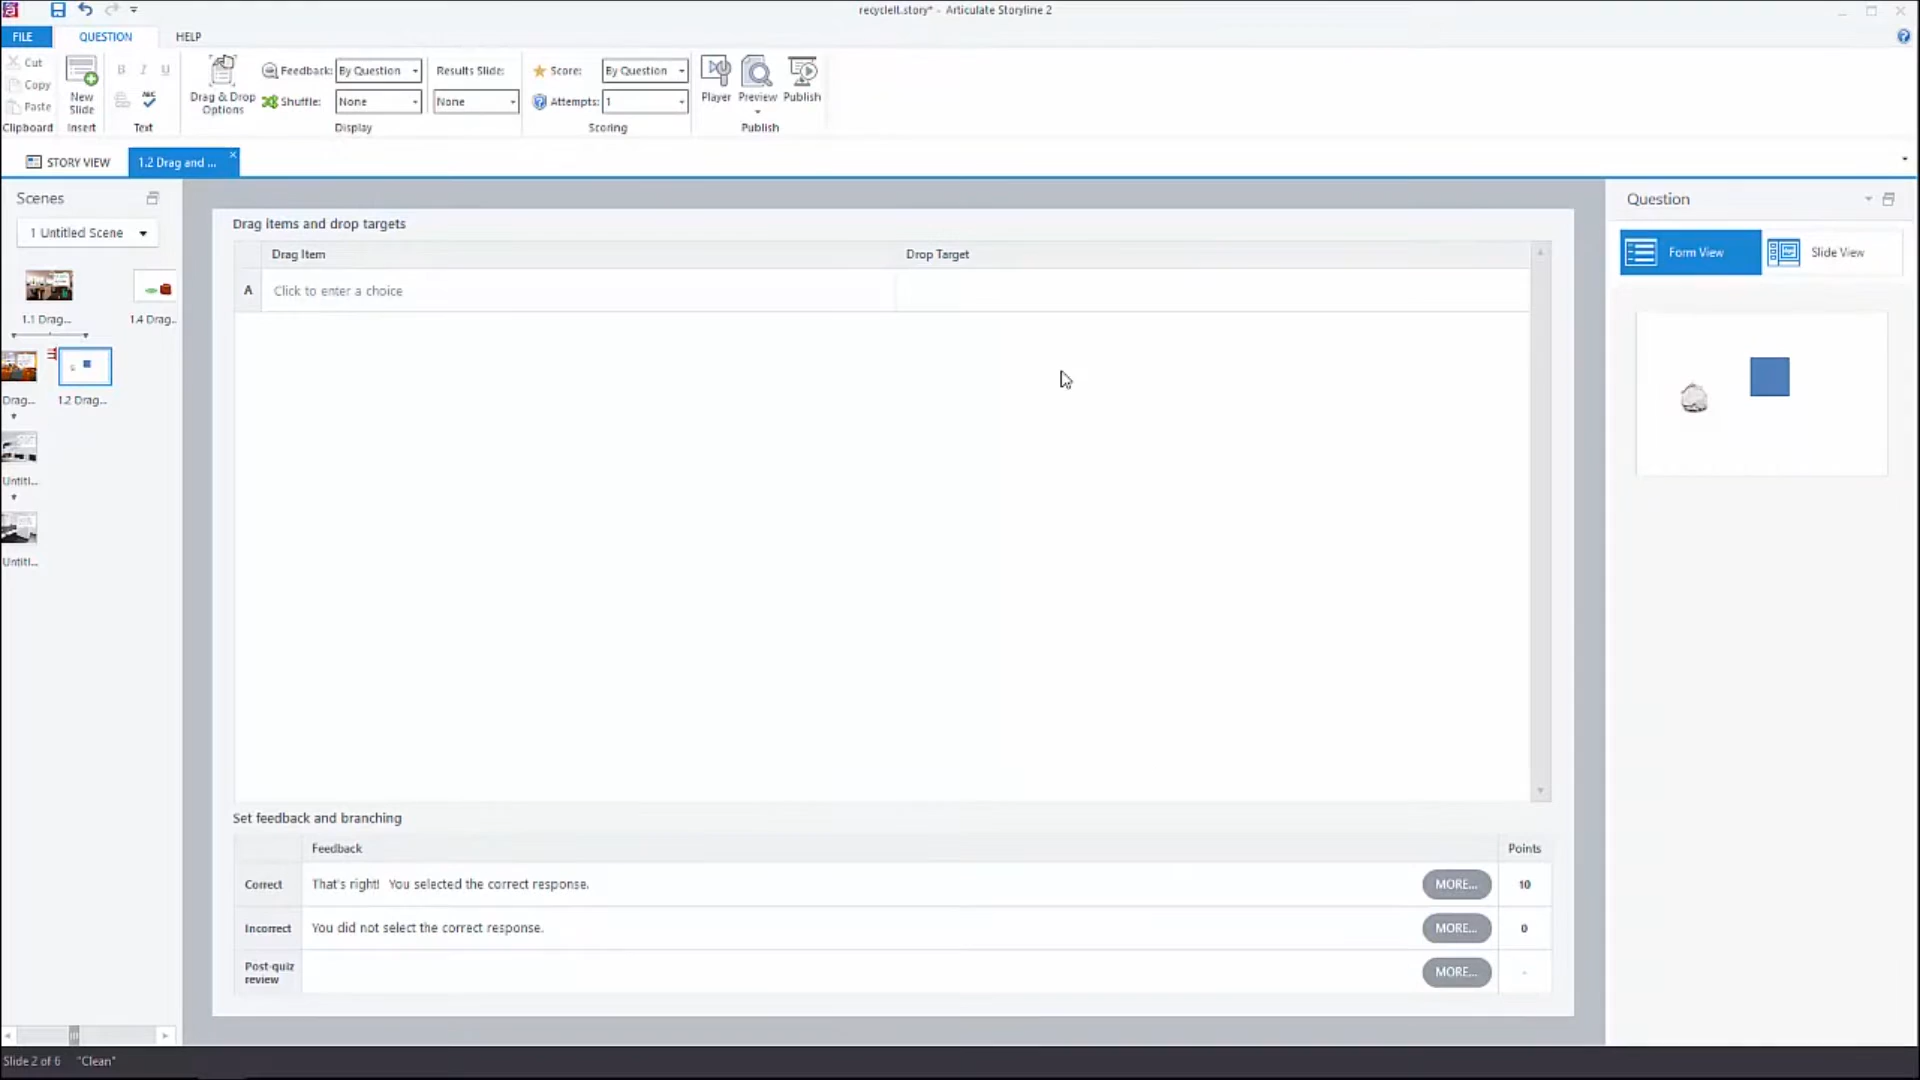 recycleIt.story* - Articulate Storyline 2
FILE QUESTION HELP
Cut
Copy
Paste
Clipboard
New Slide
Insert
B I U
ABC
Text
Drag & Drop Options
Feedback: By Question
Shuffle: None
Results Slide:
None
Display
Score: By Question
Attempts: 1
Scoring
Player
Preview
Publish
Publish
STORY VIEW
1.2 Drag and ...
Scenes
1 Untitled Scene
1.1 Drag...
1.4 Drag...
Drag...
1.2 Drag...
Untitl...
Untitl...
Drag items and drop targets
Drag Item
Drop Target
A Click to enter a choice
Set feedback and branching
Feedback
Points
Correct That's right! You selected the correct response. MORE... 10
Incorrect You did not select the correct response. MORE... 0
Post-quiz review MORE... -
Question
Form View
Slide View
Slide 2 of 6 "Clean"